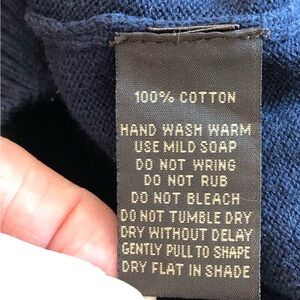 100% COTTON
HAND WASH WARM
USE MILD SOAP
DO NOT WRING
DO NOT RUB
DO NOT BLEACH
DO NOT TUMBLE DRY
DRY WITHOUT DELAY
GENTLY PULL TO SHAPE
DRY FLAT IN SHADE